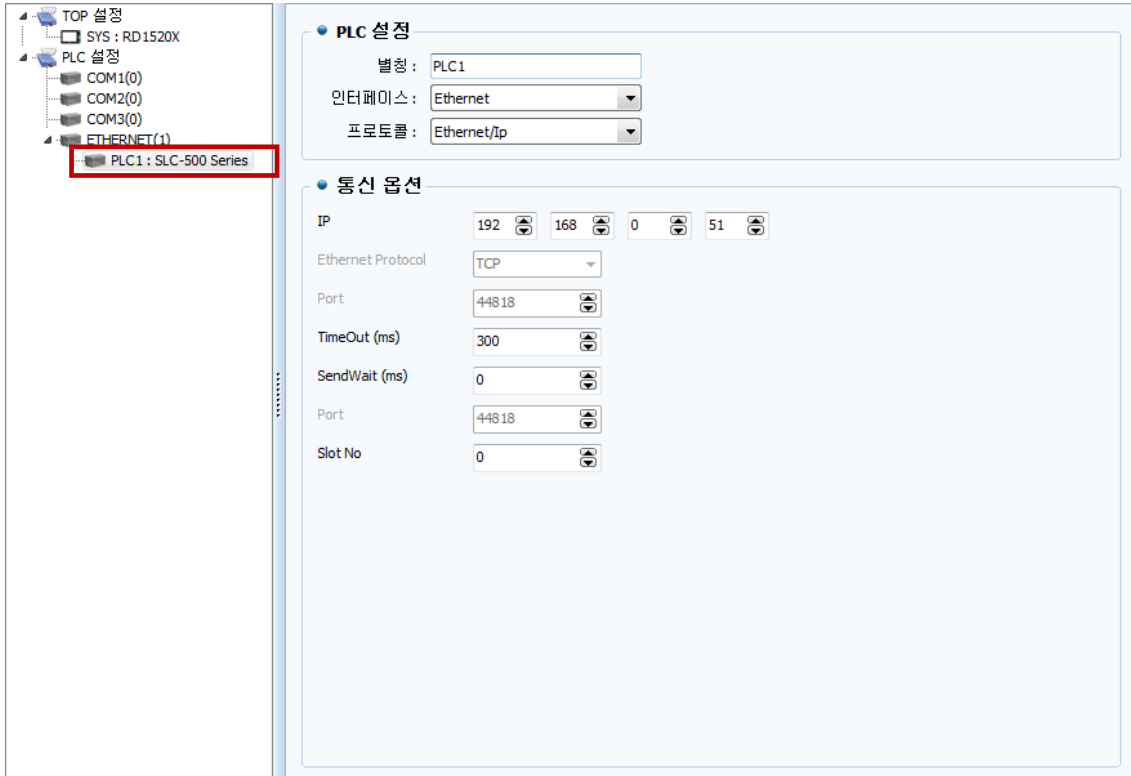 TOP 설정
SYS : RD1520X
PLC 설정
COM1(0)
COM2(0)
COM3(0)
ETHERNET(1)
PLC1 : SLC-500 Series
PLC 설정
별칭 : PLC1
인터페이스 : Ethernet
프로토콜 : Ethernet/Ip
통신 옵션
IP 192 168 0 51
Ethernet Protocol TCP
Port 44818
TimeOut (ms) 300
SendWait (ms) 0
Port 44818
Slot No 0